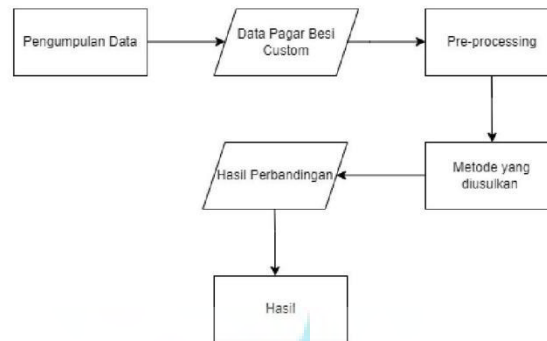 Pengumpulan Data
Data Pagar Besi
Custom
Pre-processing
Metode yang
diusulkan
Hasil Perbandingan
Hasil